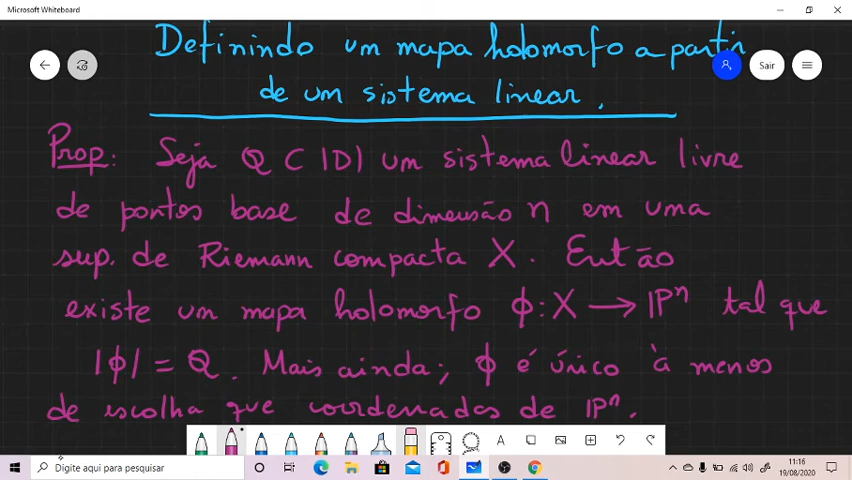 Microsoft Whiteboard
Definindo um mapa holomorfo a partir
de um sistema linear.
Sair
Prop: Seja Q ⊂ |D| um sistema linear livre
de pontos base de dimensão n em uma
sup. de Riemann compacta X. Então
existe um mapa holomorfo ϕ: X → ℙⁿ tal que
|ϕ| = Q. Mais ainda; ϕ é único à menos
de escolha que coordenadas de ℙⁿ.
Digite aqui para pesquisar
11:16
19/08/2020